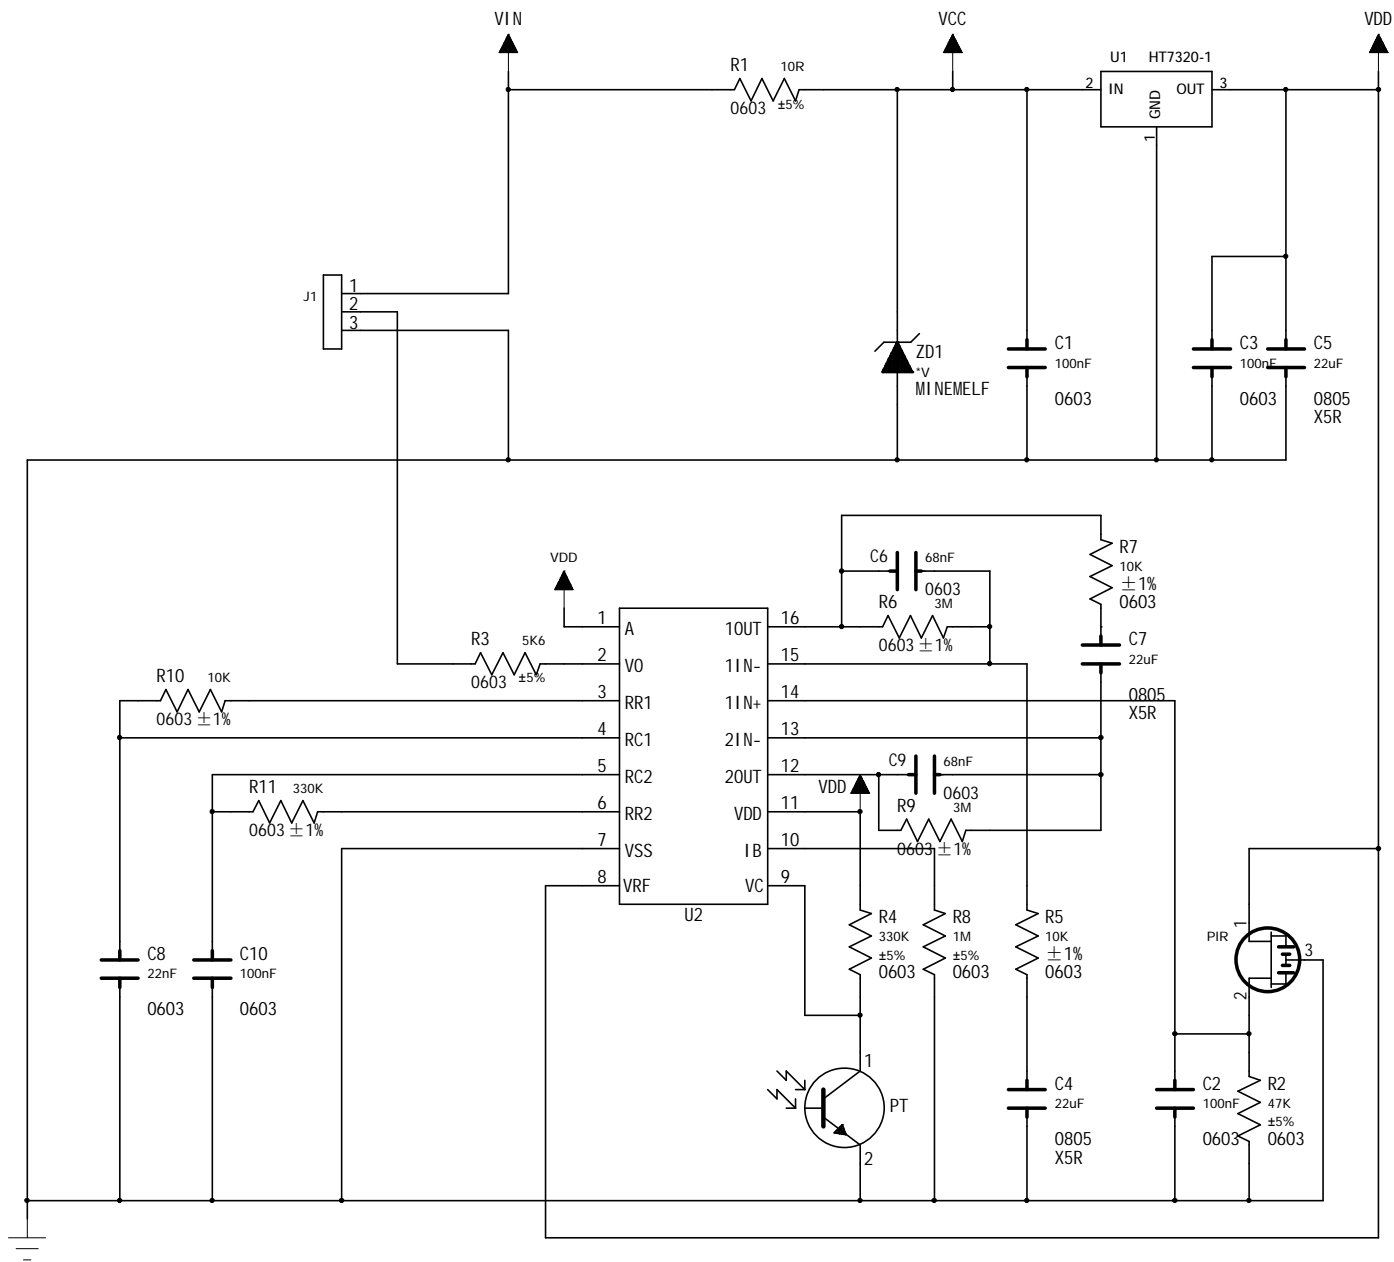 VIN
VCC
VDD
R1 10R
0603 ±5%
U1 HT7320-1
2 IN OUT 3
GND
1
J1
1
2
3
ZD1
*V
MINEMELF
C1
100nF
0603
C3
100nF
0603
C5
22uF
0805
X5R
VDD
R3 5K6
0603 ±5%
R10 10K
0603 ±1%
R11 330K
0603 ±1%
1 A
2 VO
3 RR1
4 RC1
5 RC2
6 RR2
7 VSS
8 VRF
1OUT 16
1IN- 15
1IN+ 14
2IN- 13
2OUT 12
VDD 11
IB 10
VC 9
U2
C6 68nF
0603
R6 3M
0603 ±1%
R7
10K
±1%
0603
C7
22uF
0805
X5R
C9 68nF
0603
VDD
R9 3M
0603 ±1%
C8
22nF
0603
C10
100nF
0603
R4
330K
±5%
0603
R8
1M
±5%
0603
R5
10K
±1%
0603
PIR
1
2
3
1
PT
2
C4
22uF
0805
X5R
C2
100nF
0603
R2
47K
±5%
0603